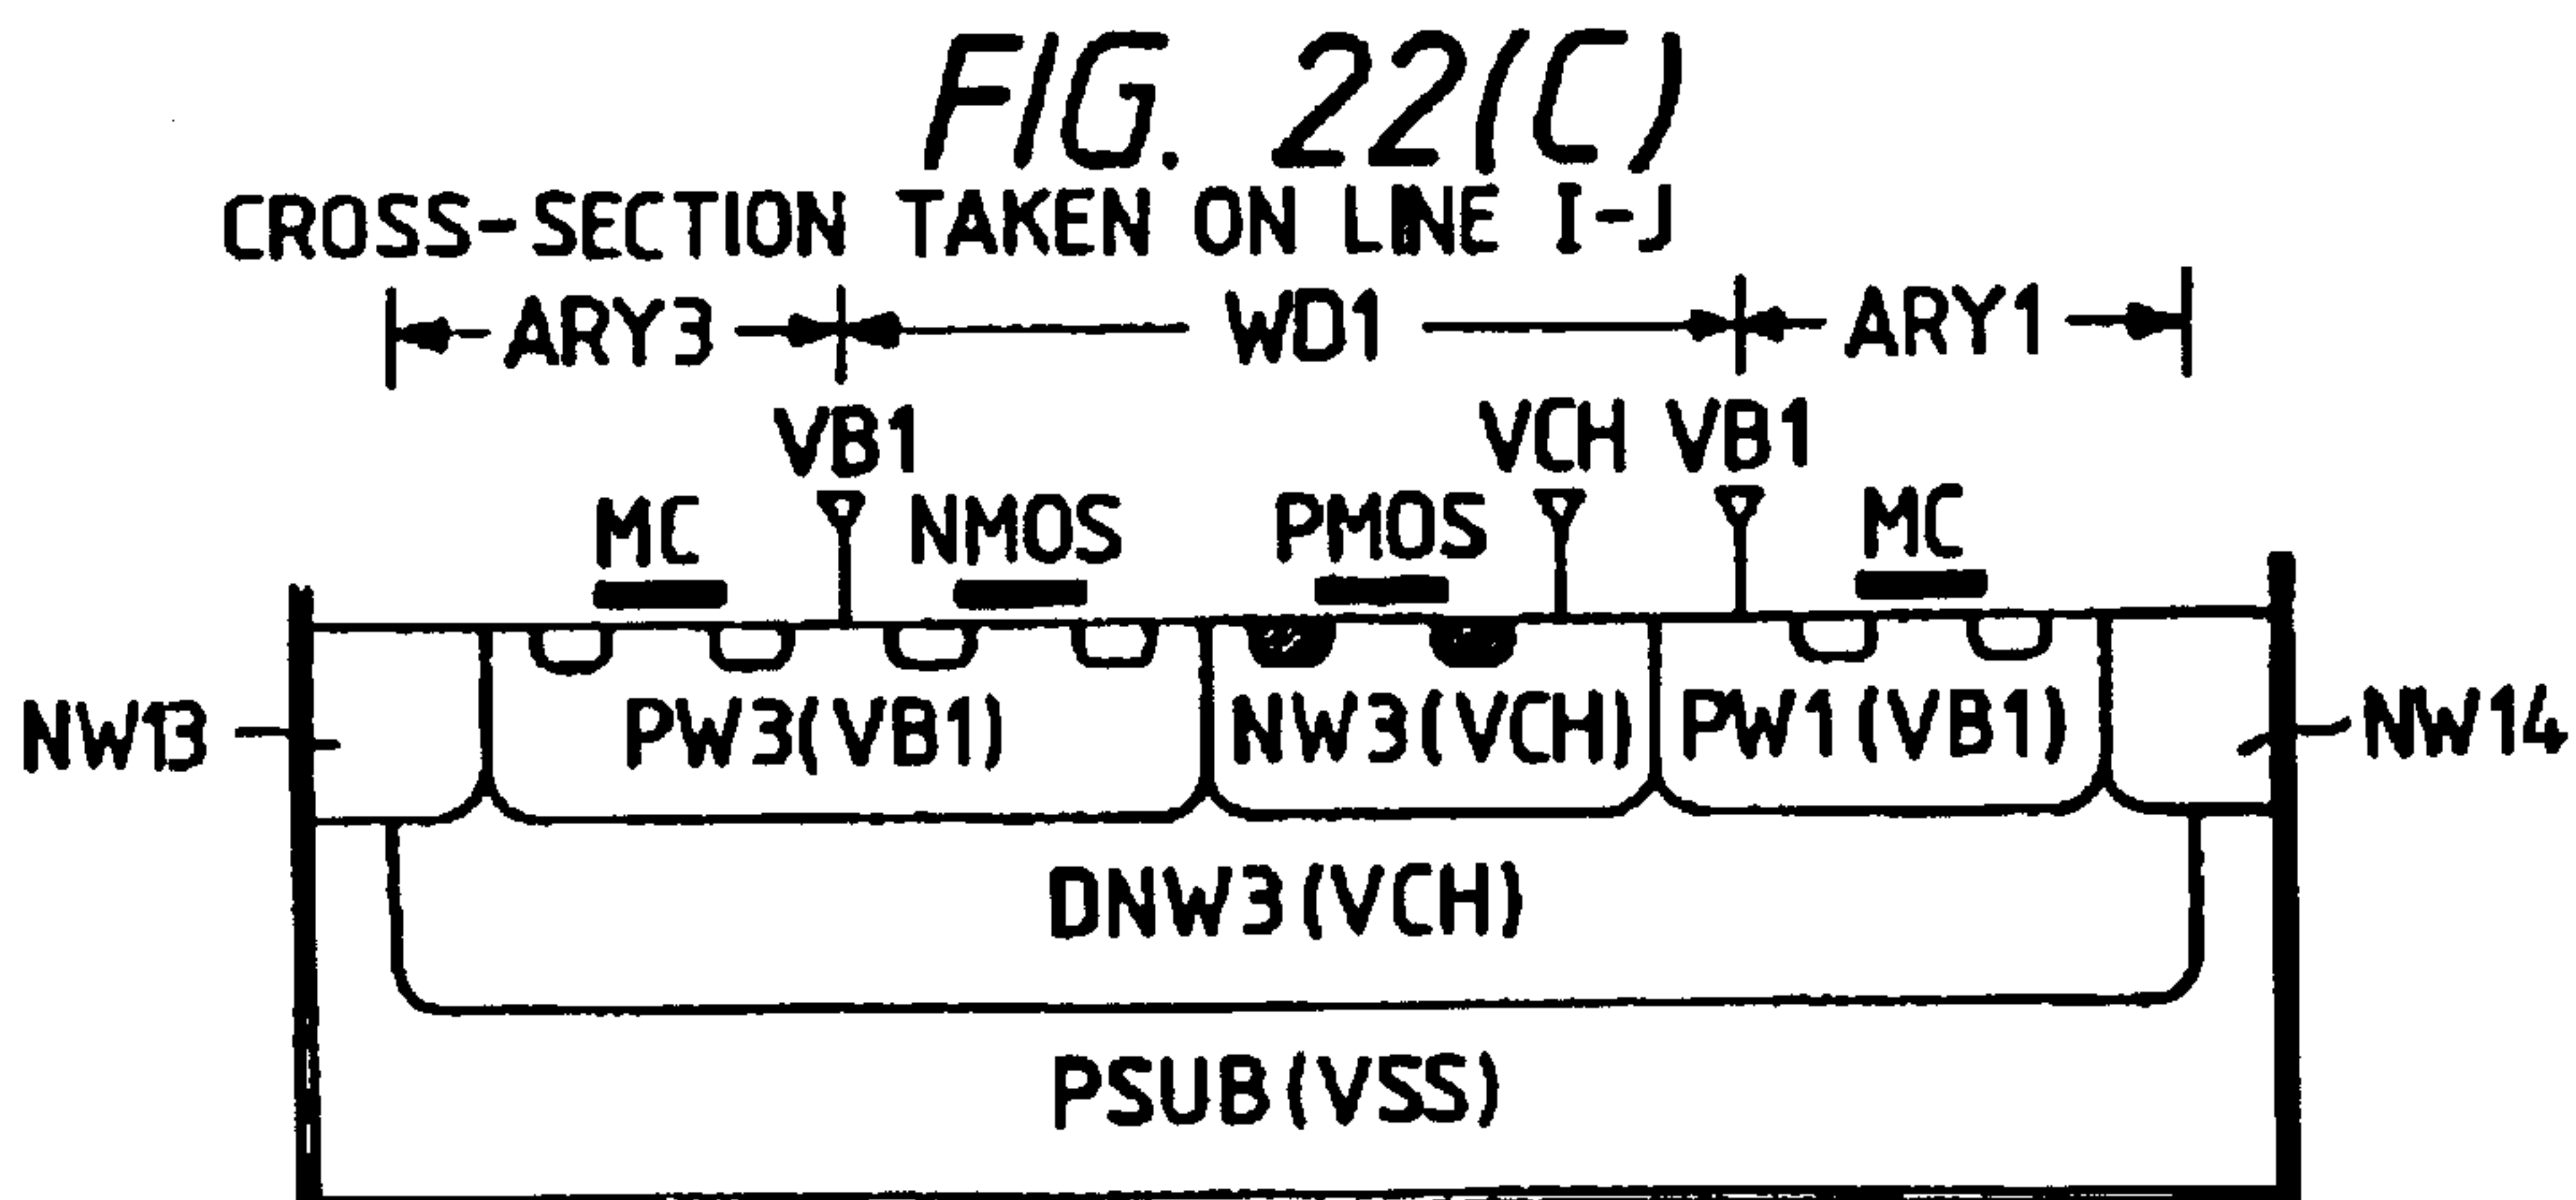 FIG. 22(C)
CROSS-SECTION TAKEN ON LINE I-J
ARY3 WD1 ARY1
VB1 VCH VB1
MC NMOS PMOS MC
NW13 PW3(VB1) NW3(VCH) PW1(VB1) NW14
DNW3(VCH)
PSUB(VSS)